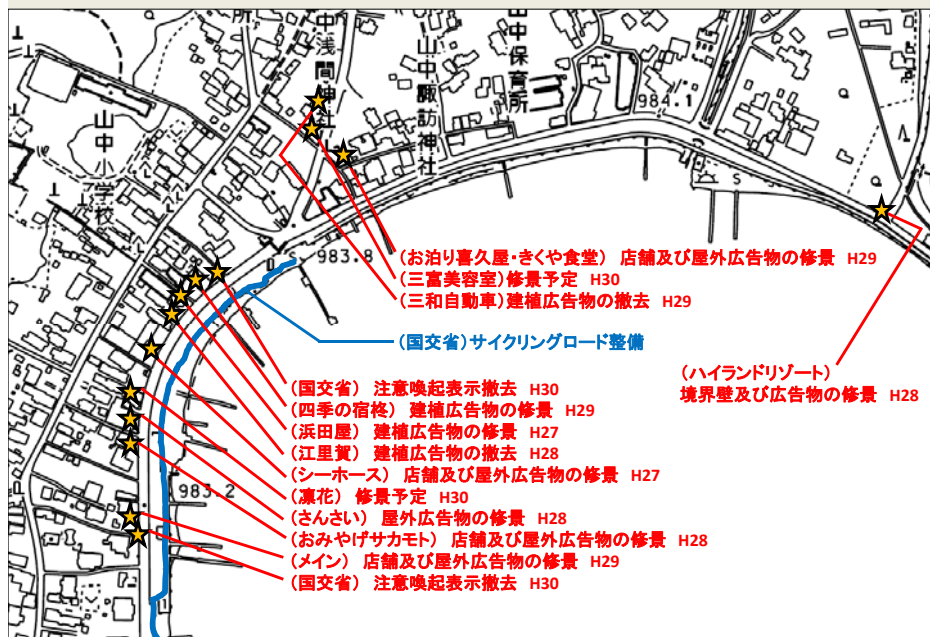 所
中浅間神社
山中諏訪神社
田中保育所
984.1
山中小学校
983.8
(お泊り喜久屋・きくや食堂) 店舗及び屋外広告物の修景 H29
(三富美容室)修景予定 H30
(三和自動車)建植広告物の撤去 H29
(国交省)サイクリングロード整備
(ハイランドリゾート)
境界壁及び広告物の修景 H28
(国交省) 注意喚起表示撤去 H30
(四季の宿柊) 建植広告物の修景 H29
(浜田屋) 建植広告物の修景 H27
(江里賀) 建植広告物の撤去 H28
(シーホース) 店舗及び屋外広告物の修景 H27
(凛花) 修景予定 H30
983.2
(さんさい) 屋外広告物の修景 H28
(おみやげサカモト) 店舗及び屋外広告物の修景 H28
(メイン) 店舗及び屋外広告物の修景 H29
(国交省) 注意喚起表示撤去 H30